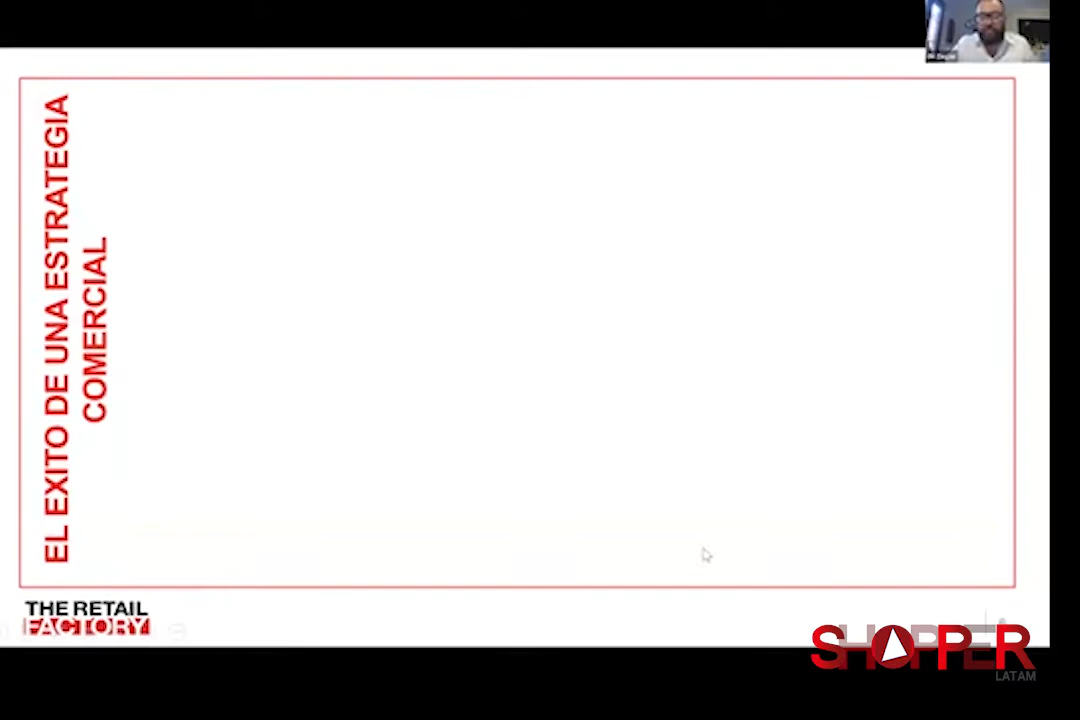 EL EXITO DE UNA ESTRATEGIA
COMERCIAL
THE RETAIL
FACTORY
SHOPPER
LATAM